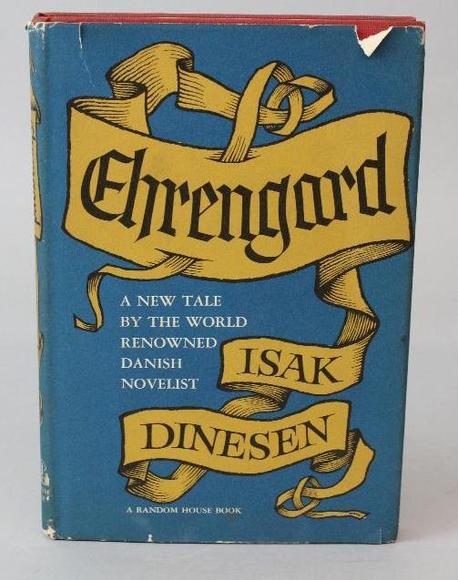 Ehrengard
A NEW TALE
BY THE WORLD
RENOWNED
DANISH
NOVELIST
ISAK
DINESEN
A RANDOM HOUSE BOOK